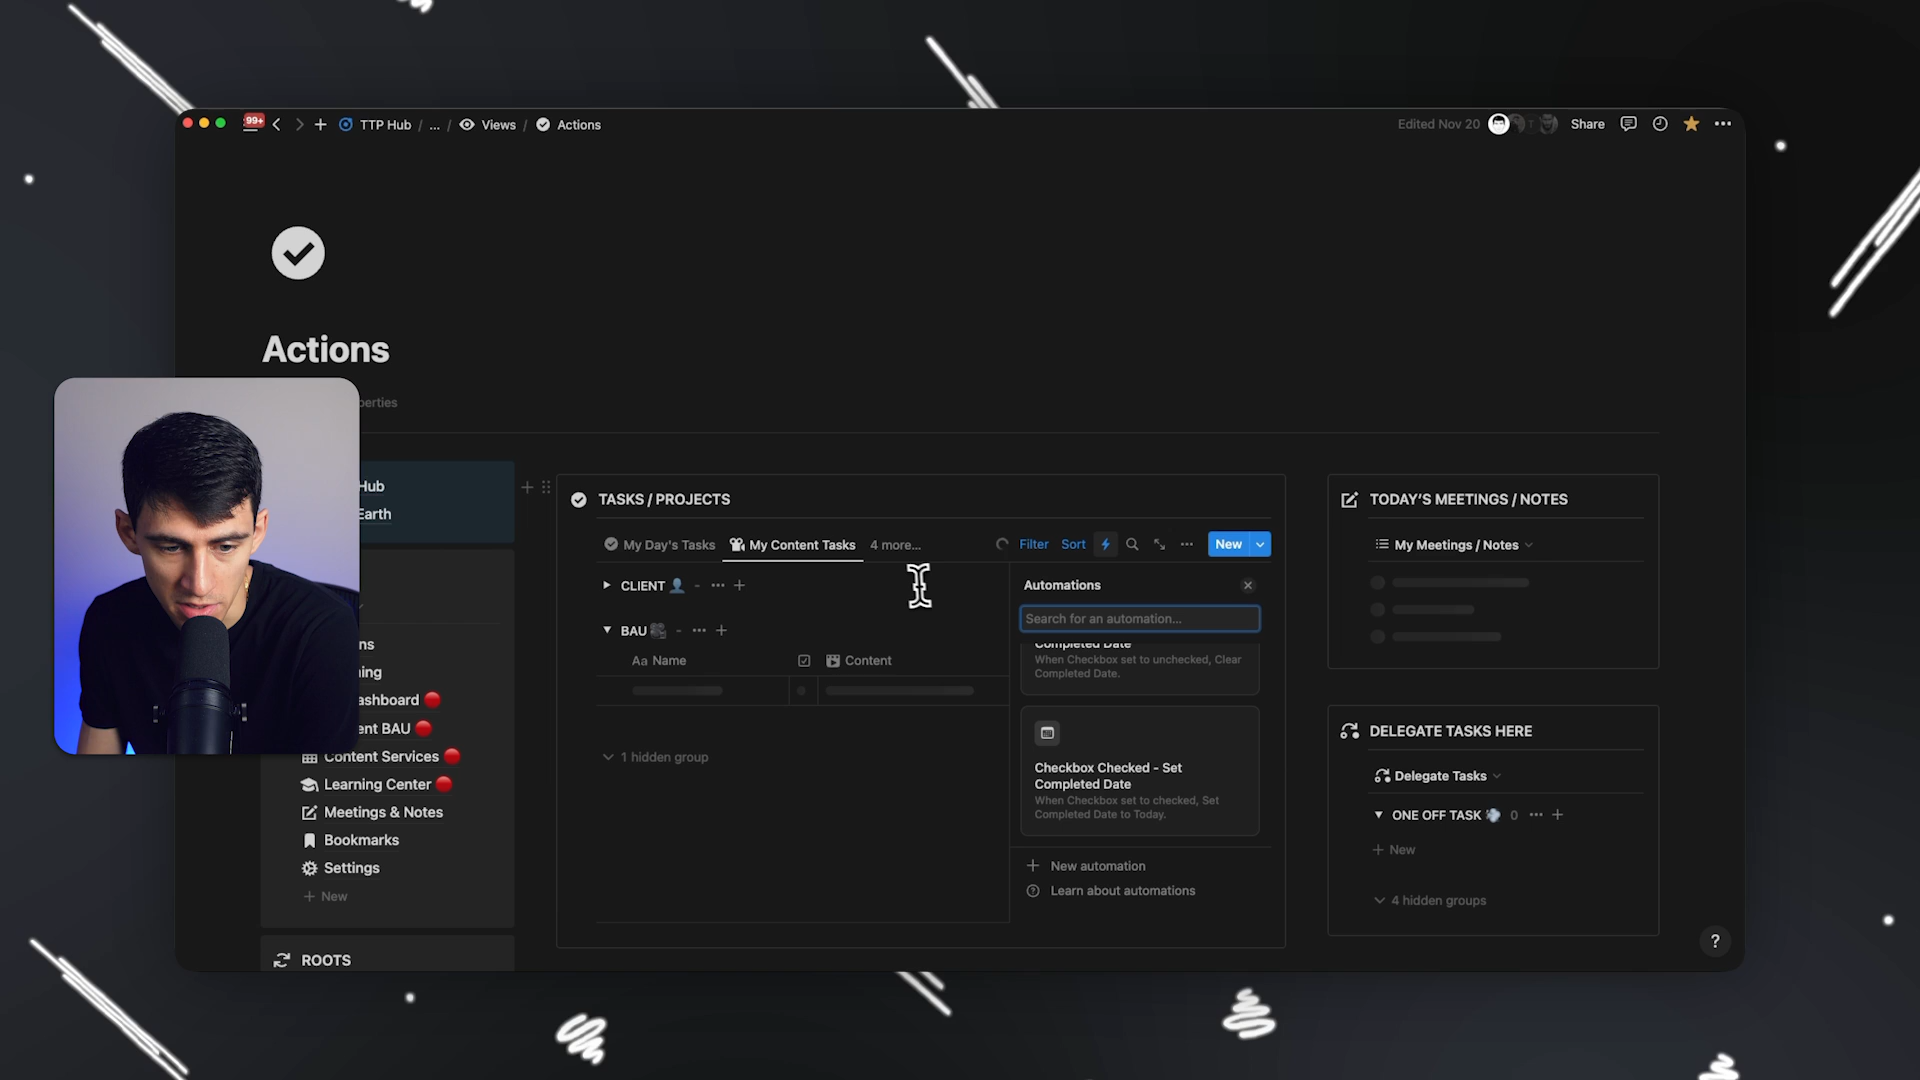 99+
TTP Hub / ... / Views / Actions
Edited Nov 20
Share
Actions
perties
Hub
Earth
ns
ing
ashboard
ent BAU
Content Services
Learning Center
Meetings & Notes
Bookmarks
Settings
+ New
ROOTS
TASKS / PROJECTS
My Day's Tasks
My Content Tasks
4 more...
Filter
Sort
New
CLIENT
BAU
Aa Name
Content
1 hidden group
Automations
Search for an automation...
Completed Date
When Checkbox set to unchecked, Clear
Completed Date.
Checkbox Checked - Set
Completed Date
When Checkbox set to checked, Set
Completed Date to Today.
New automation
Learn about automations
TODAY'S MEETINGS / NOTES
My Meetings / Notes
DELEGATE TASKS HERE
Delegate Tasks
ONE OFF TASK 0
+ New
4 hidden groups
?